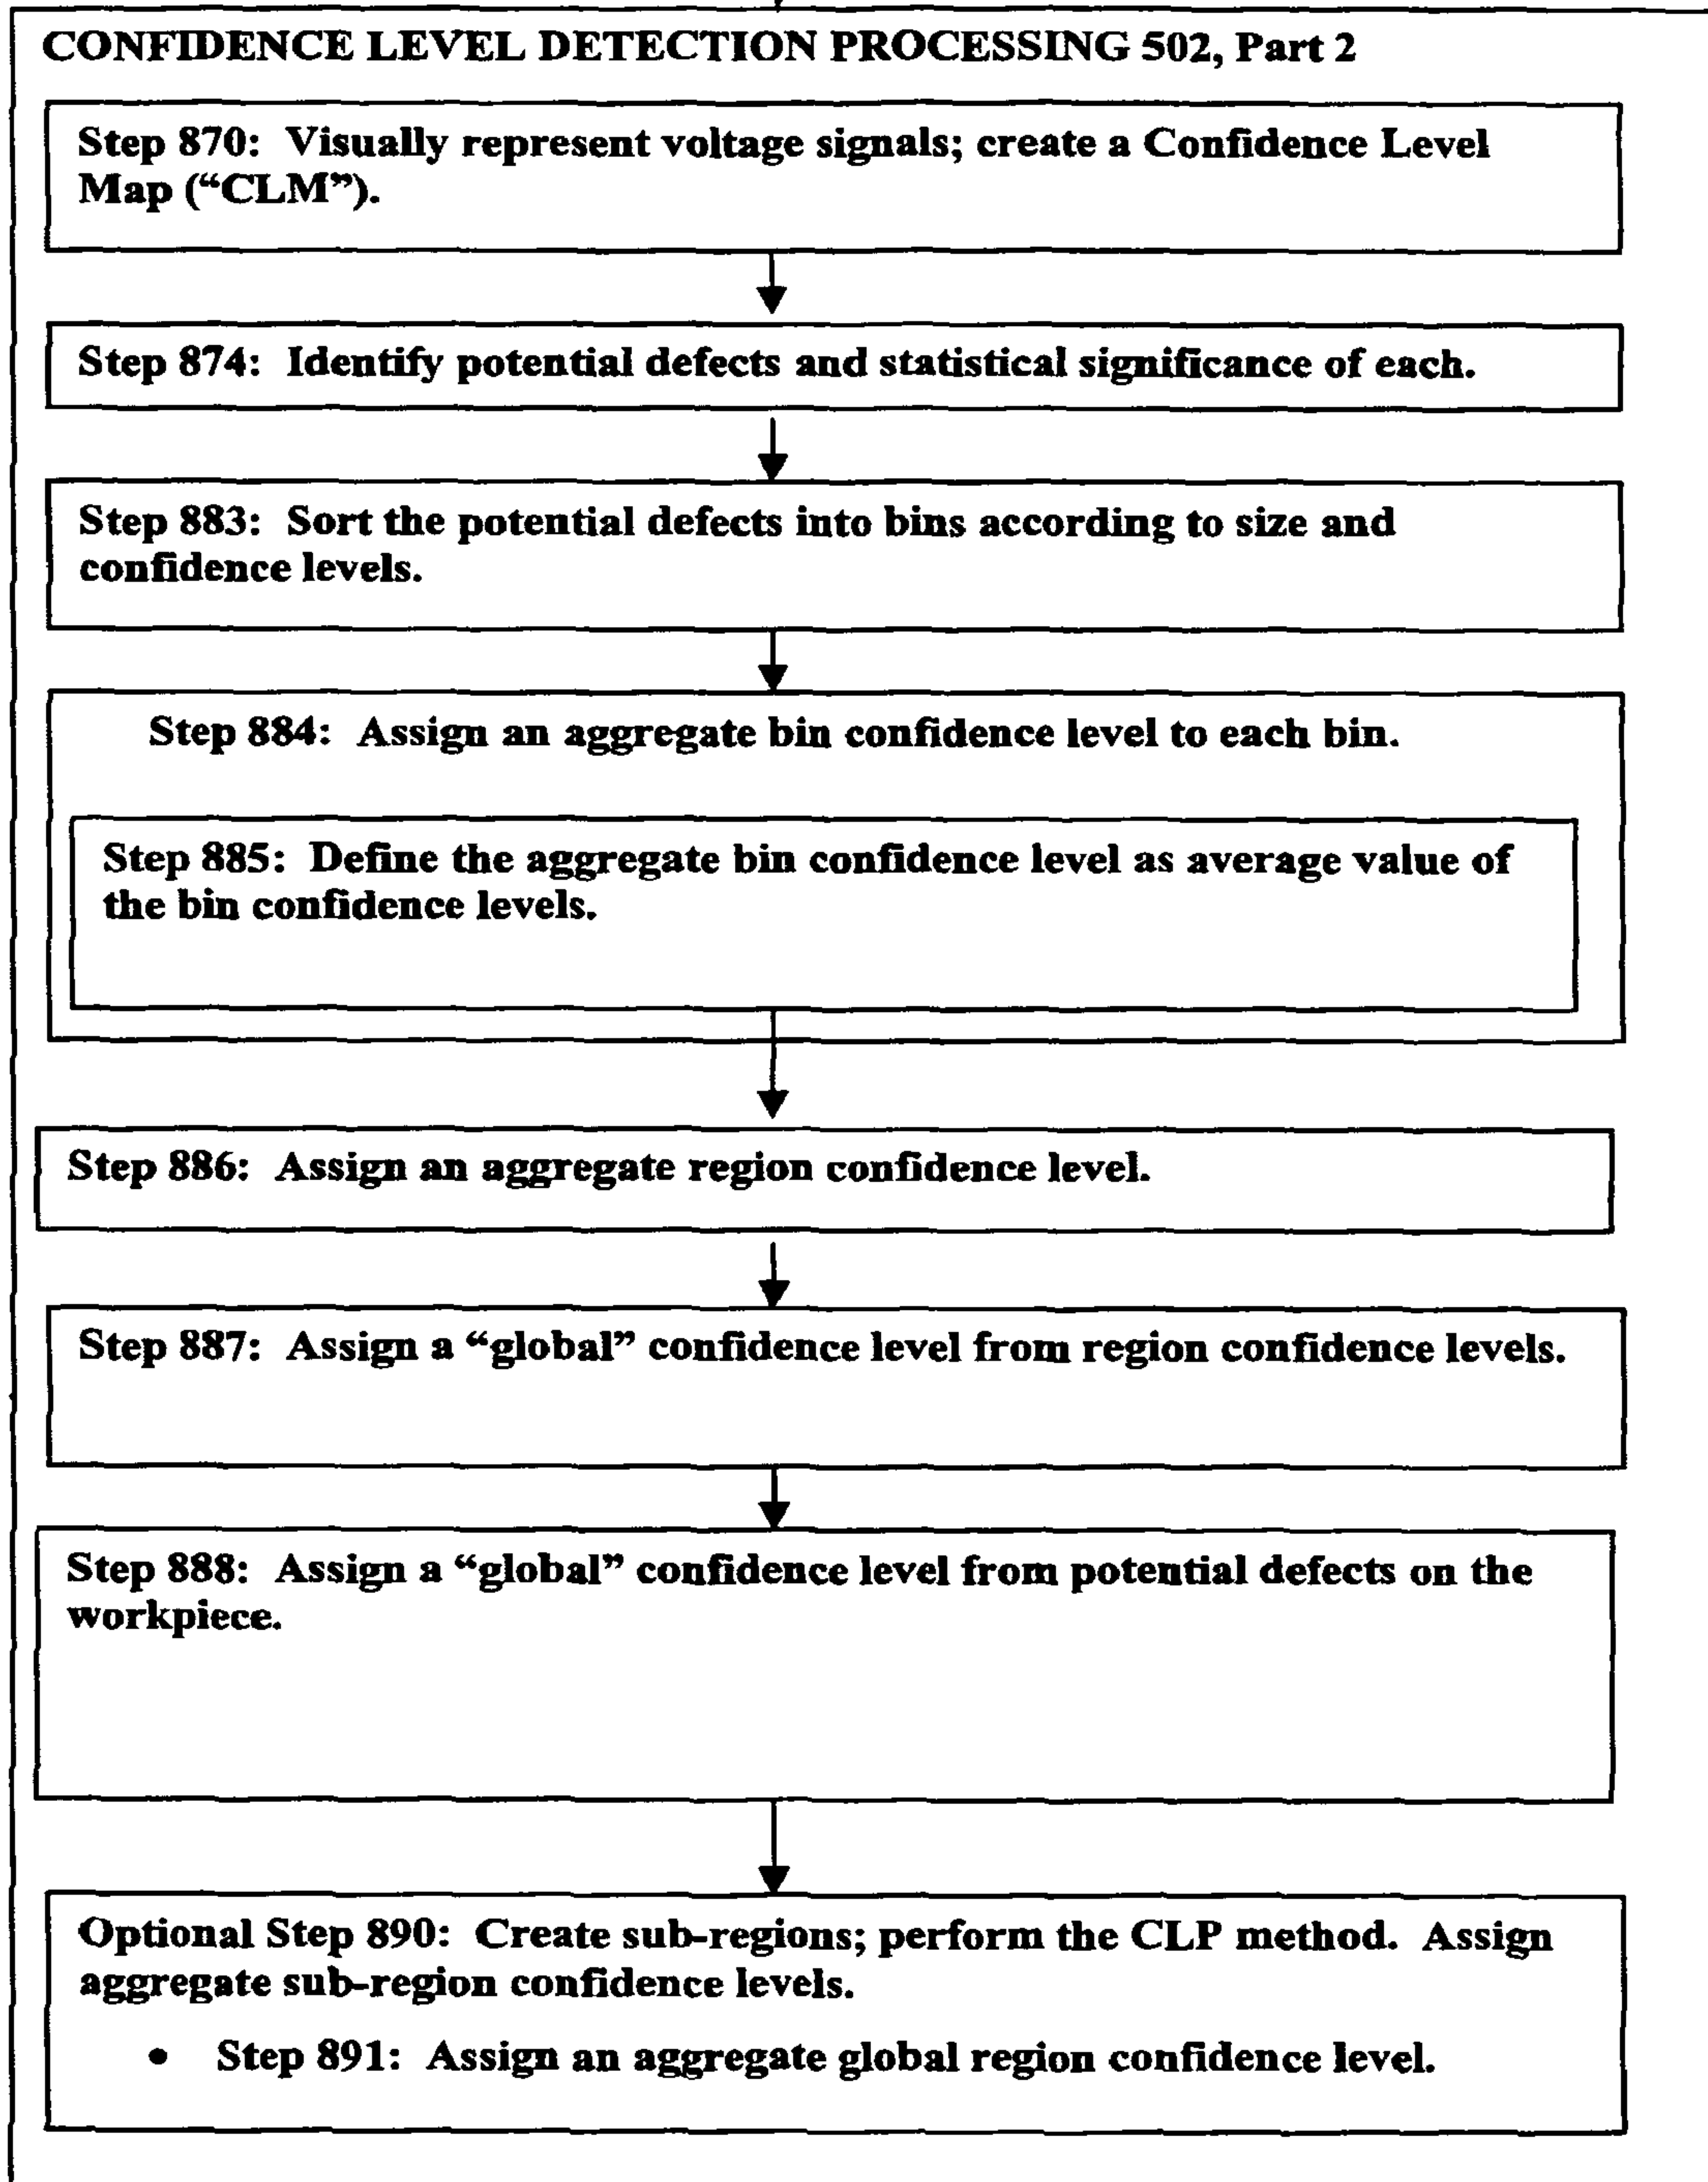 CONFIDENCE LEVEL DETECTION PROCESSING 502, Part 2
Step 870: Visually represent voltage signals; create a Confidence Level
Map (“CLM”).
Step 874: Identify potential defects and statistical significance of each.
Step 883: Sort the potential defects into bins according to size and
confidence levels.
Step 884: Assign an aggregate bin confidence level to each bin.
Step 885: Define the aggregate bin confidence level as average value of
the bin confidence levels.
Step 886: Assign an aggregate region confidence level.
Step 887: Assign a “global” confidence level from region confidence levels.
Step 888: Assign a “global” confidence level from potential defects on the
workpiece.
Optional Step 890: Create sub-regions; perform the CLP method. Assign
aggregate sub-region confidence levels.
• Step 891: Assign an aggregate global region confidence level.